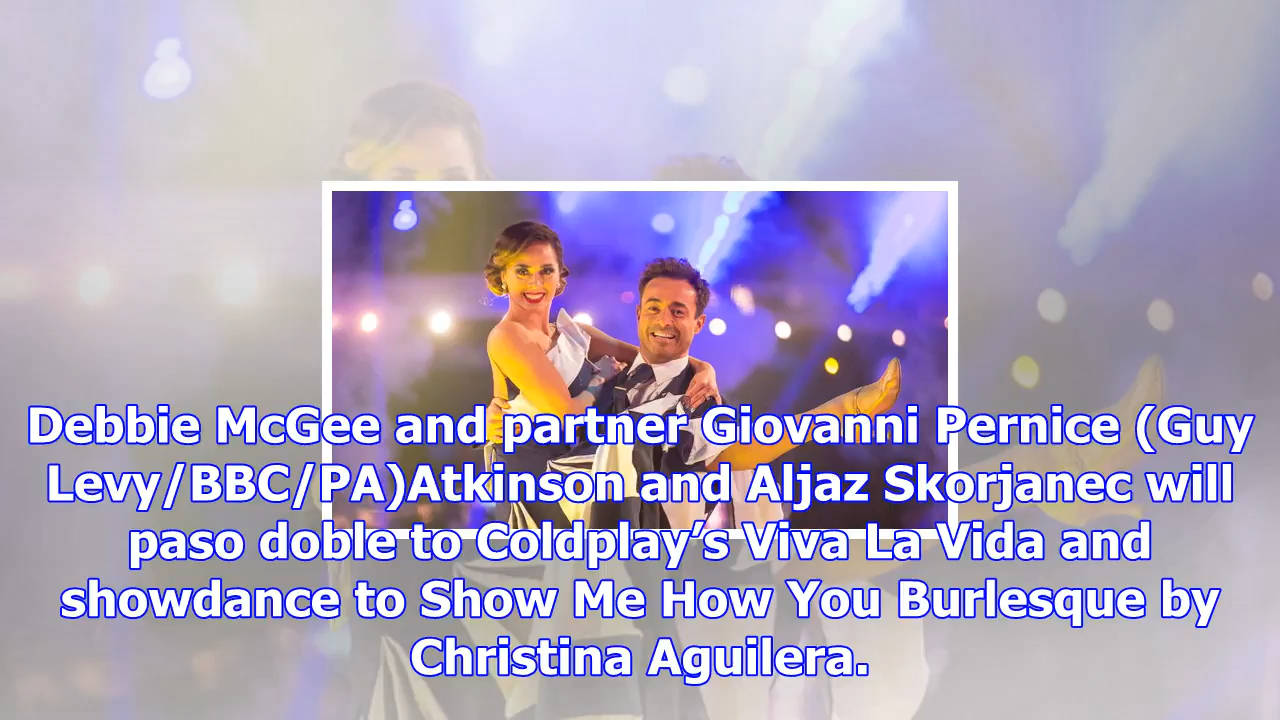 Debbie McGee and partner Giovanni Pernice (Guy
Levy/BBC/PA)Atkinson and Aljaz Skorjanec will
paso doble to Coldplay’s Viva La Vida and
showdance to Show Me How You Burlesque by
Christina Aguilera.